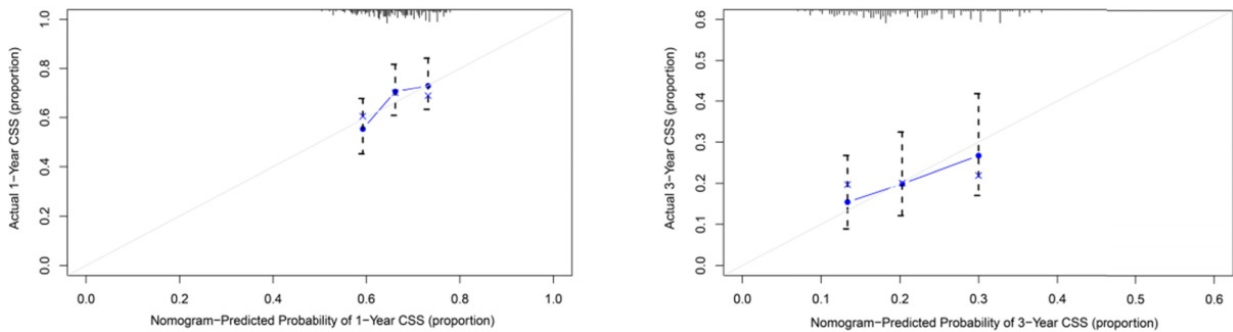 Actual 1-Year CSS (proportion)
1.0
0.8
0.6
0.4
0.2
0.0
0.0 0.2 0.4 0.6 0.8 1.0
Nomogram-Predicted Probability of 1-Year CSS (proportion)
Actual 3-Year CSS (proportion)
0.6
0.5
0.4
0.3
0.2
0.1
0.0
0.0 0.1 0.2 0.3 0.4 0.5 0.6
Nomogram-Predicted Probability of 3-Year CSS (proportion)